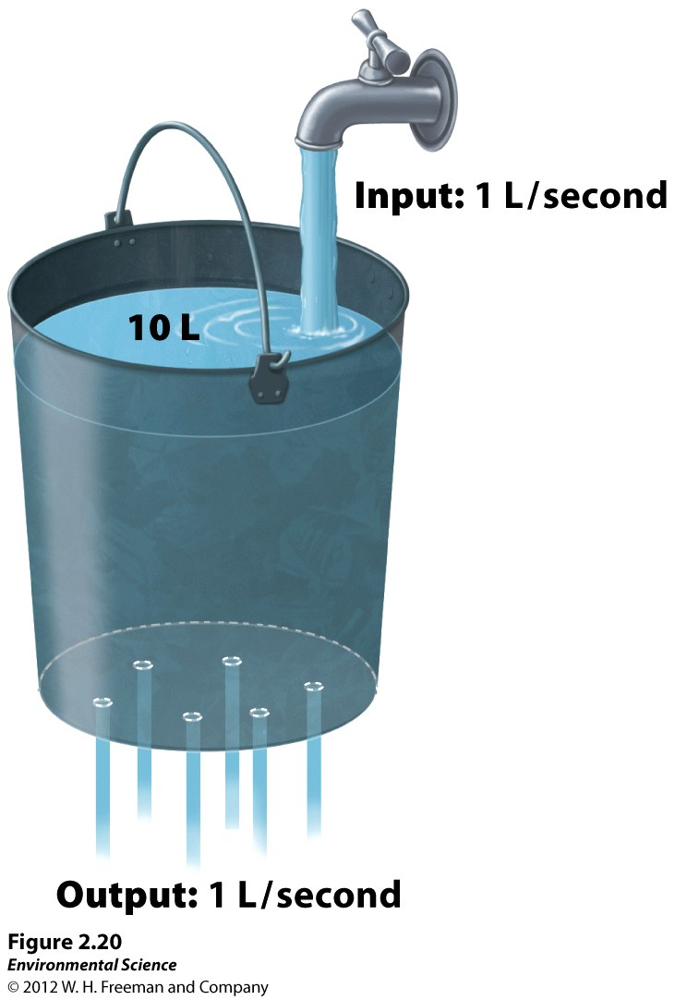 Input: 1 L/second
10 L
Output: 1 L/second
Figure 2.20
Environmental Science
© 2012 W. H. Freeman and Company